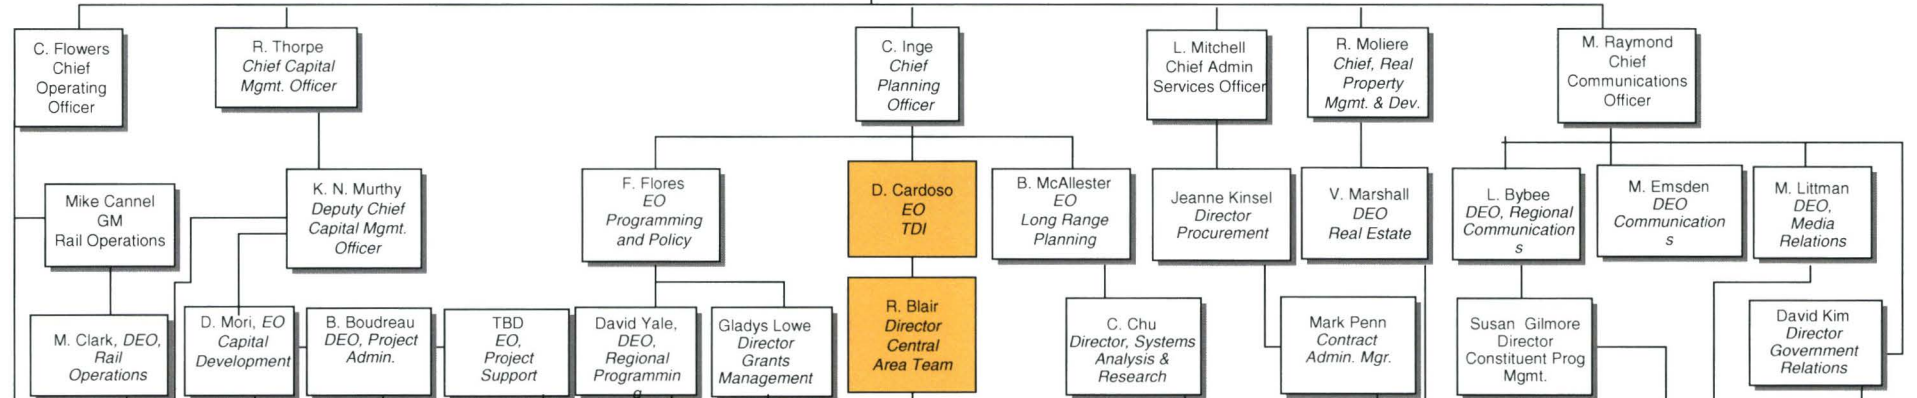 C. Flowers
Chief
Operating
Officer
R. Thorpe
Chief Capital
Mgmt. Officer
C. Inge
Chief
Planning
Officer
L. Mitchell
Chief Admin
Services Officer
R. Moliere
Chief, Real
Property
Mgmt. & Dev.
M. Raymond
Chief
Communications
Officer
Mike Cannel
GM
Rail Operations
K. N. Murthy
Deputy Chief
Capital Mgmt.
Officer
F. Flores
EO
Programming
and Policy
D. Cardoso
EO
TDI
B. McAllester
EO
Long Range
Planning
Jeanne Kinsel
Director
Procurement
V. Marshall
DEO
Real Estate
L. Bybee
DEO, Regional
Communication
s
M. Emsden
DEO
Communication
s
M. Littman
DEO,
Media
Relations
M. Clark, DEO,
Rail
Operations
D. Mori, EO
Capital
Development
B. Boudreau
DEO, Project
Admin.
TBD
EO,
Project
Support
David Yale,
DEO,
Regional
Programmin
g
Gladys Lowe
Director
Grants
Management
R. Blair
Director
Central
Area Team
C. Chu
Director, Systems
Analysis &
Research
Mark Penn
Contract
Admin. Mgr.
Susan Gilmore
Director
Constituent Prog
Mgmt.
David Kim
Director
Government
Relations